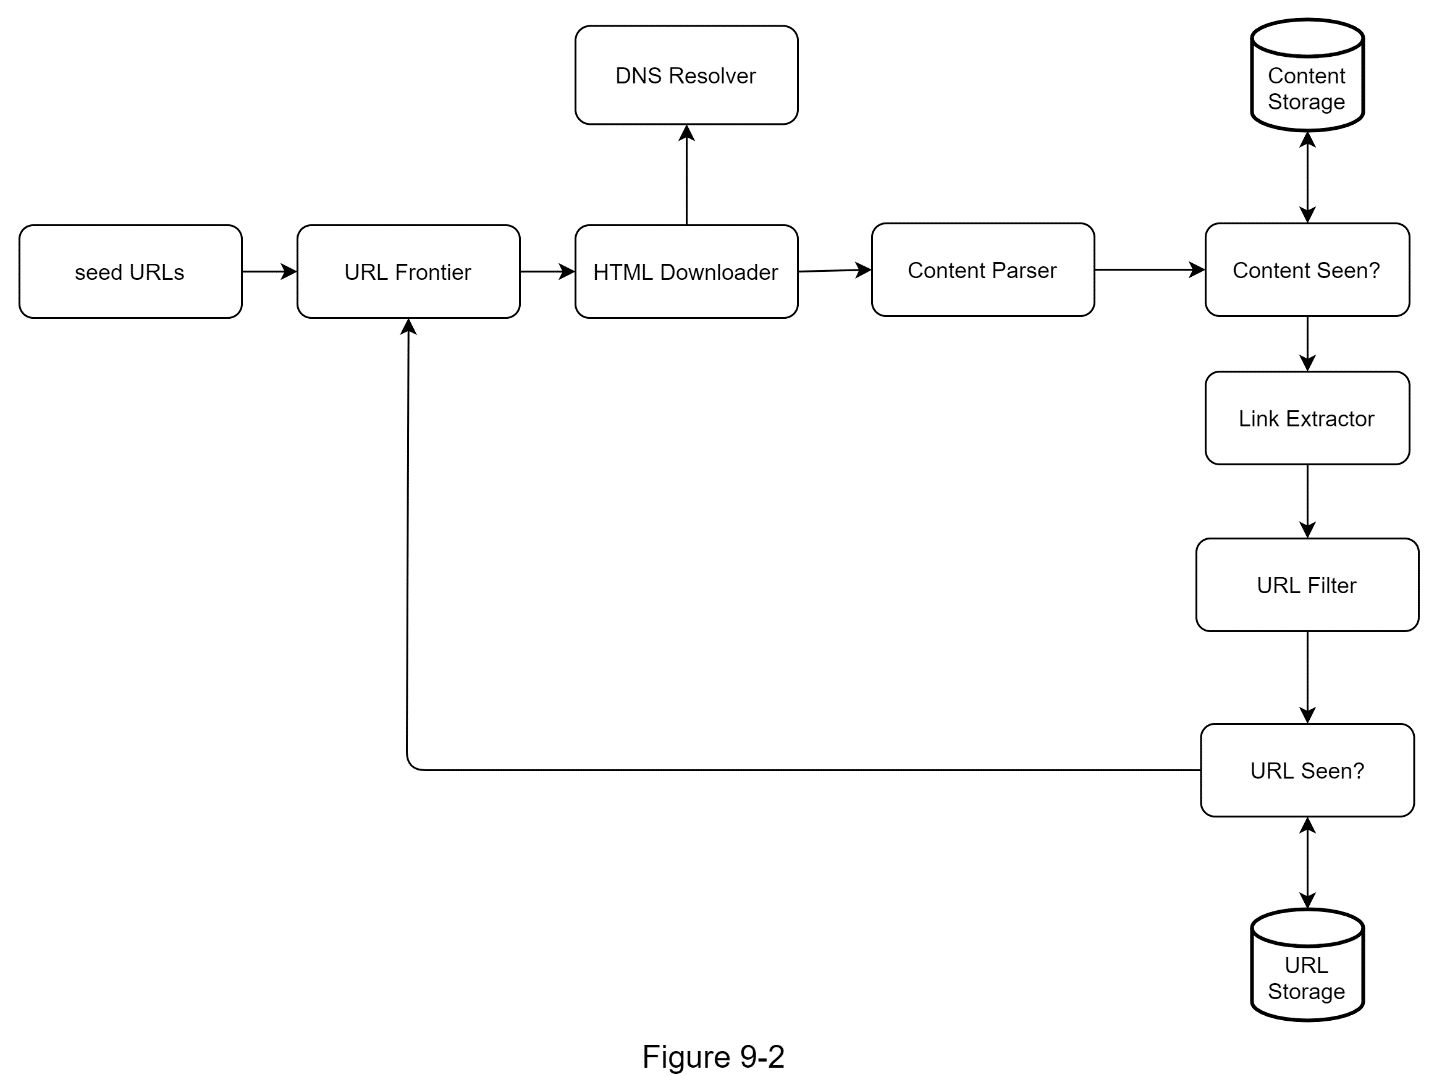 DNS Resolver
Content
Storage
seed URLs
URL Frontier
HTML Downloader
Content Parser
Content Seen?
Link Extractor
URL Filter
URL Seen?
URL
Storage
Figure 9-2